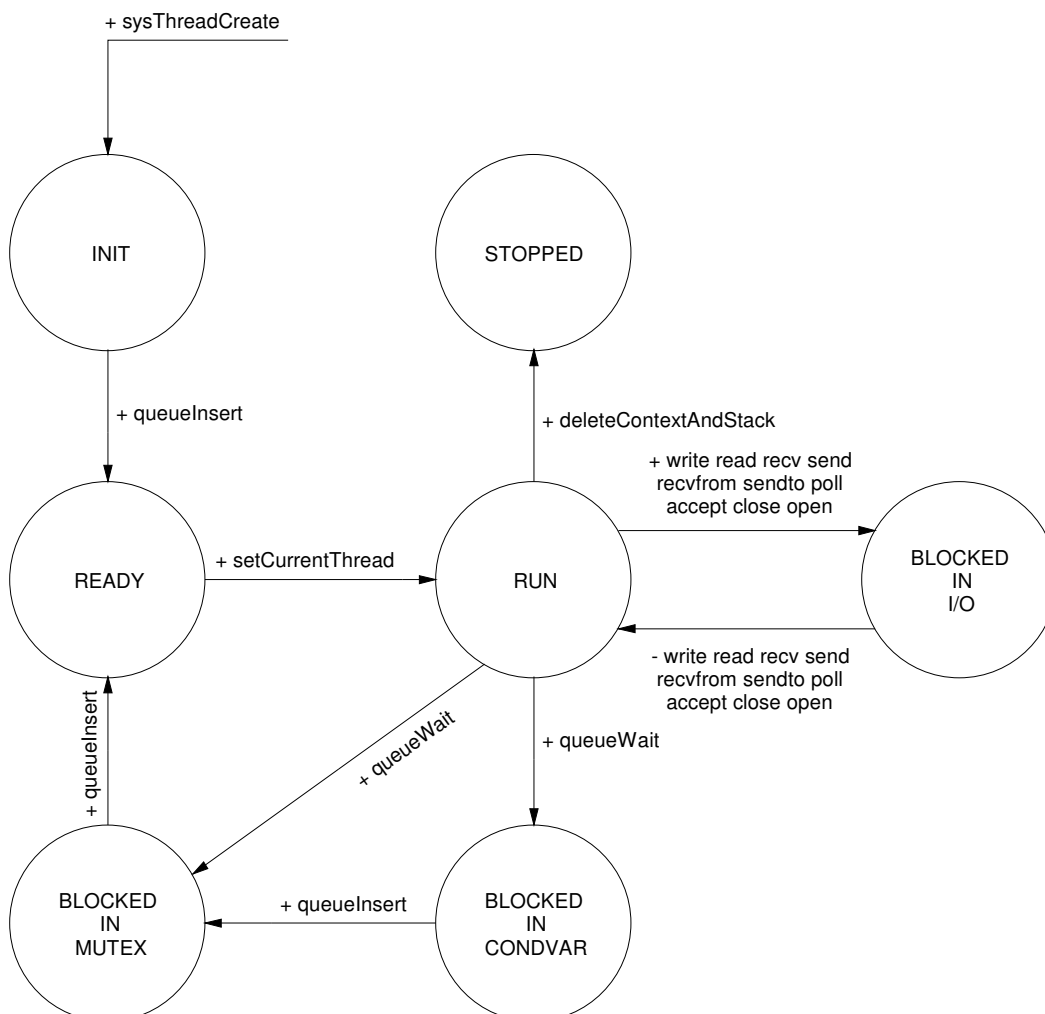 + sysThreadCreate
INIT
STOPPED
+ queueInsert
+ deleteContextAndStack
+ write read recv send
recvfrom sendto poll
accept close open
READY
+ setCurrentThread
RUN
BLOCKED
IN
I/O
- write read recv send
recvfrom sendto poll
accept close open
+ queueInsert
+ queueWait
+ queueWait
BLOCKED
IN
MUTEX
+ queueInsert
BLOCKED
IN
CONDVAR